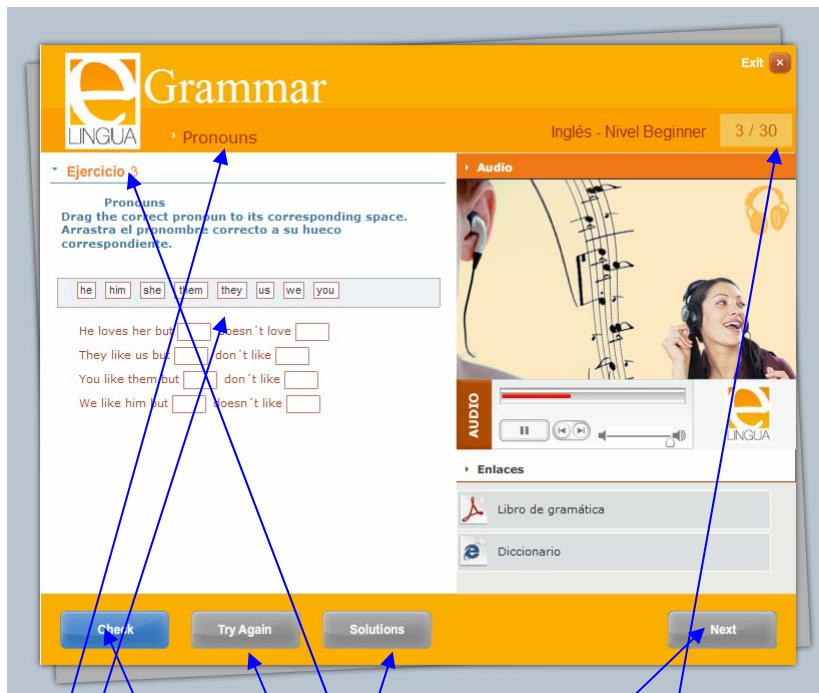 e
LINGUA
Grammar
Exit
Pronouns
Inglés - Nivel Beginner
3 / 30
Ejercicio 3
Audio
Pronouns
Drag the correct pronoun to its corresponding space.
Arrastra el pronombre correcto a su hueco
correspondiente.
he him she them they us we you
He loves her but doesn´t love
They like us but don´t like
You like them but don´t like
We like him but doesn´t like
AUDIO
e
LINGUA
Enlaces
Libro de gramática
Diccionario
Check
Try Again
Solutions
Next